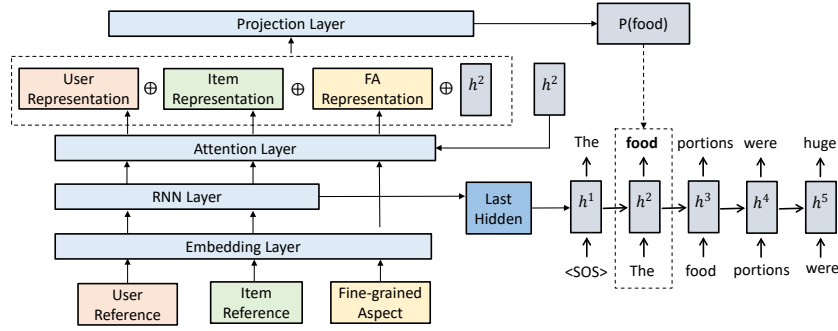 Projection Layer
P(food)
User
Representation
⊕
Item
Representation
⊕
FA
Representation
⊕
h²
h²
Attention Layer
The
food
portions
were
huge
RNN Layer
Last
Hidden
h¹
h²
h³
h⁴
h⁵
Embedding Layer
<SOS>
The
food
portions
were
User
Reference
Item
Reference
Fine-grained
Aspect